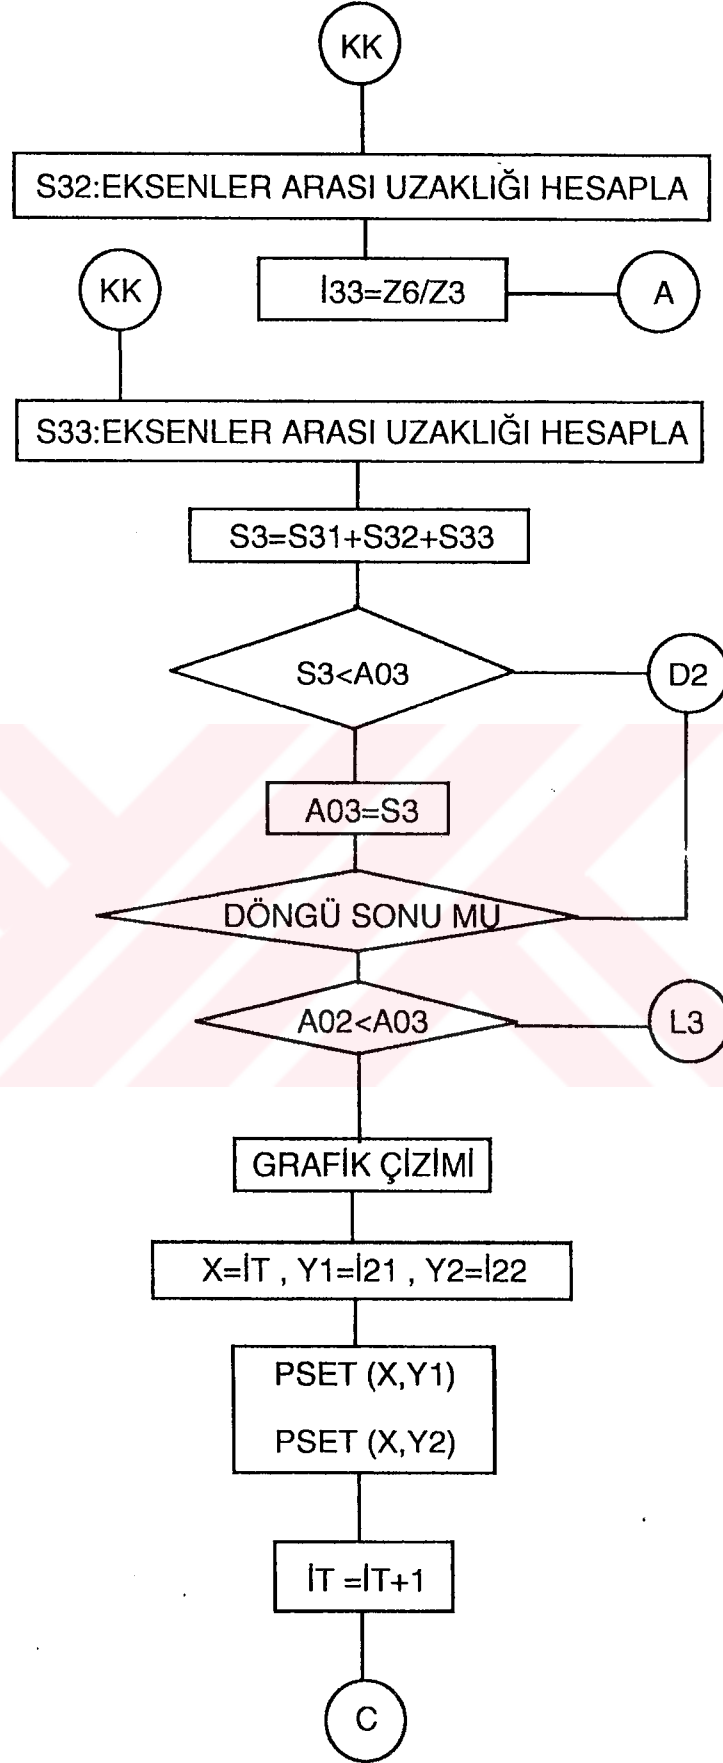 KK
S32:EKSENLER ARASI UZAKLIĞI HESAPLA
KK
İ33=Z6/Z3
A
S33:EKSENLER ARASI UZAKLIĞI HESAPLA
S3=S31+S32+S33
S3<A03
D2
A03=S3
DÖNGÜ SONU MU
A02<A03
L3
GRAFİK ÇİZİMİ
X=İT , Y1=İ21 , Y2=İ22
PSET (X,Y1)
PSET (X,Y2)
İT =İT+1
C